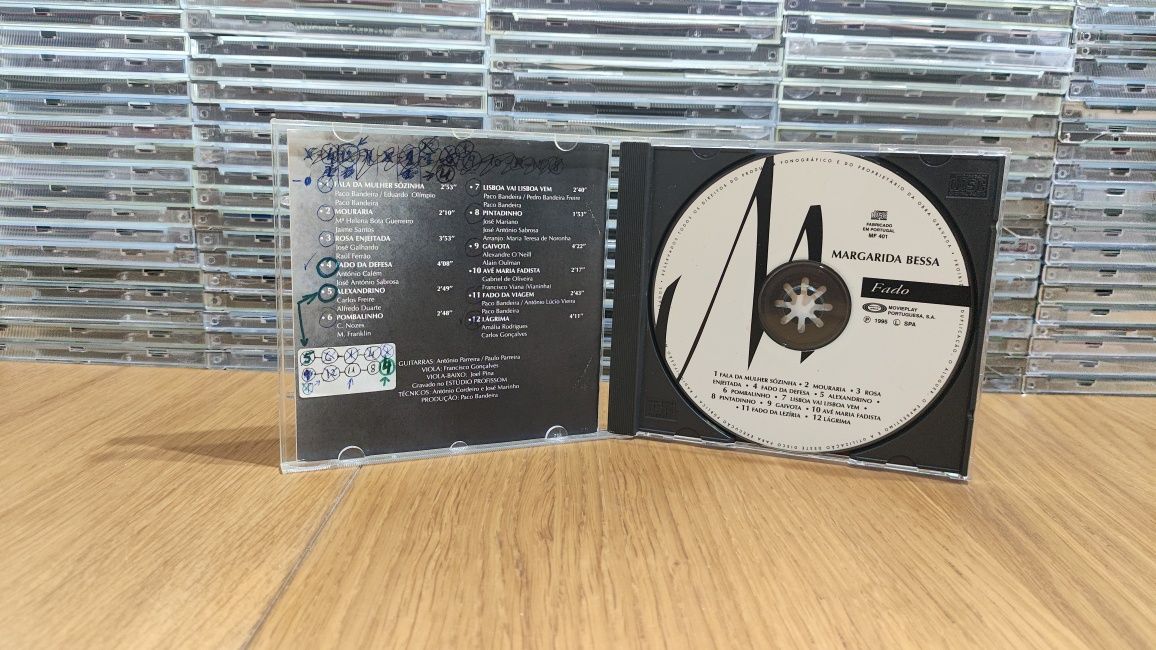 1 FALA DA MULHER SÒZINHA 2'53"
Paco Bandeira / Eduardo Olímpio
Paco Bandeira
• 2 MOURARIA 2'10"
Mª Helena Bota Guerreiro
Jaime Santos
• 3 ROSA ENJEITADA 3'53"
José Galhardo
Raúl Ferrão
• 4 FADO DA DEFESA 4'08"
António Calém
José António Sabrosa
• 5 ALEXANDRINO 2'49"
Carlos Freire
Alfredo Duarte
• 6 POMBALINHO 2'48"
C. Nozes
M. Franklin
• 7 LISBOA VAI LISBOA VEM 2'40"
Paco Bandeira / Pedro Bandeira Freire
Paco Bandeira
• 8 PINTADINHO 1'53"
José Mariano
José António Sabrosa
Arranjo: Maria Teresa de Noronha
• 9 GAIVOTA 4'22"
Alexandre O'Neill
Alain Oulman
• 10 AVÉ MARIA FADISTA 2'17"
Gabriel de Oliveira
Francisco Viana (Vianinha)
• 11 FADO DA VIAGEM 2'43"
Paco Bandeira / António Lúcio Vieira
Paco Bandeira
• 12 LÁGRIMA 4'11"
Amália Rodrigues
Carlos Gonçalves
GUITARRAS: António Parreira / Paulo Parreira
VIOLA: Francisco Gonçalves
VIOLA-BAIXO: Joel Pina
Gravado no ESTÚDIO PROFISSOM
TÉCNICOS: António Cordeiro e José Marinho
PRODUÇÃO: Paco Bandeira
FABRICADO
EM PORTUGAL
MF 401
MARGARIDA BESSA
Fado
MOVIEPLAY
PORTUGUESA, S.A.
Ⓟ 1995 Ⓛ SPA
1 FALA DA MULHER SÒZINHA • 2 MOURARIA • 3 ROSA
ENJEITADA • 4 FADO DA DEFESA • 5 ALEXANDRINO •
6 POMBALINHO • 7 LISBOA VAI LISBOA VEM •
8 PINTADINHO • 9 GAIVOTA • 10 AVÉ MARIA FADISTA
• 11 FADO DA LEZÍRIA • 12 LÁGRIMA